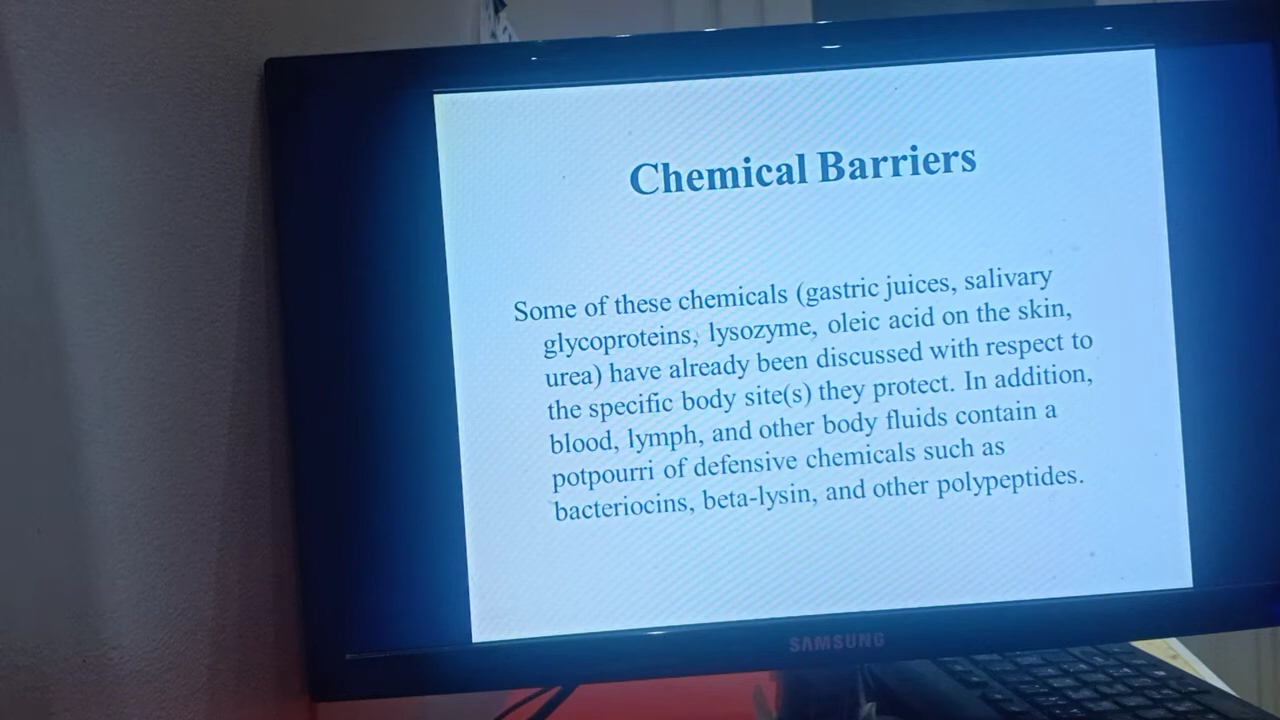 Chemical Barriers
Some of these chemicals (gastric juices, salivary
glycoproteins, lysozyme, oleic acid on the skin,
urea) have already been discussed with respect to
the specific body site(s) they protect. In addition,
blood, lymph, and other body fluids contain a
potpourri of defensive chemicals such as
bacteriocins, beta-lysin, and other polypeptides.
SAMSUNG